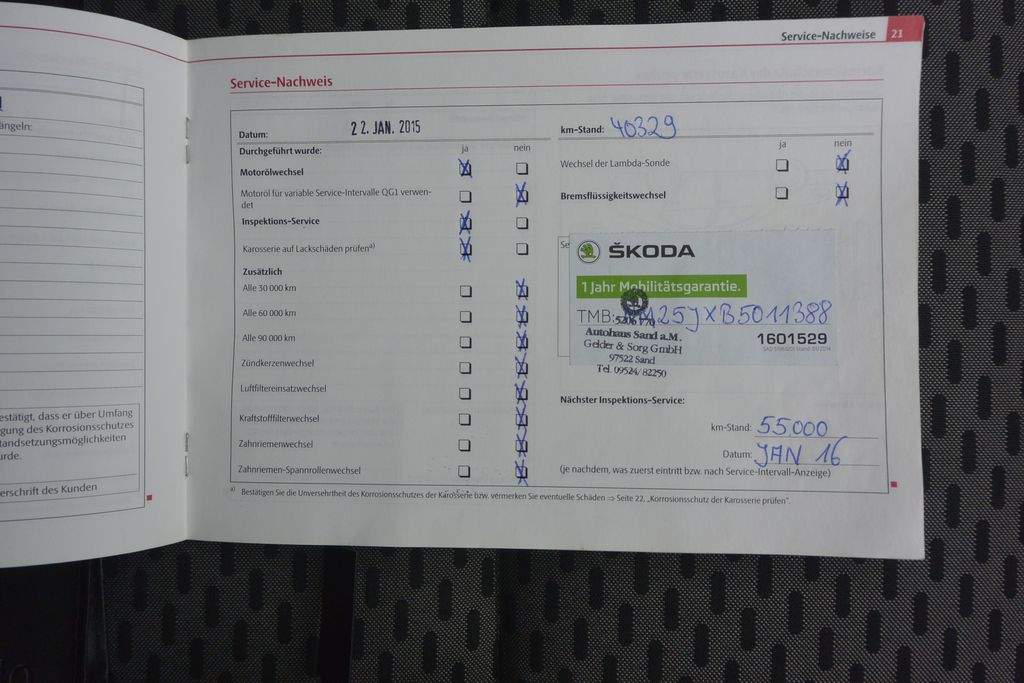 ängeln:
estätigt, dass er über Umfang
gung des Korrosionsschutzes
tandsetzungsmöglichkeiten
urde.
erschrift des Kunden
Service-Nachweise 21
Service-Nachweis
Datum: 22. JAN. 2015
km-Stand: 40329
Durchgeführt wurde: ja nein
Motorölwechsel
Motoröl für variable Service-Intervalle QG1 verwen-
det
Inspektions-Service
Karosserie auf Lackschäden prüfen a)
Zusätzlich
Alle 30 000 km
Alle 60 000 km
Alle 90 000 km
Zündkerzenwechsel
Luftfiltereinsatzwechsel
Kraftstofffilterwechsel
Zahnriemenwechsel
Zahnriemen-Spannrollenwechsel
ja nein
Wechsel der Lambda-Sonde
Bremsflüssigkeitswechsel
Se
ŠKODA
1 Jahr Mobilitätsgarantie.
TMB: 25JXB5011388
Autohaus Sand a.M.
Gelder & Sorg GmbH
97522 Sand
Tel. 09524/82250
1601529
Nächster Inspektions-Service:
km-Stand: 55000
Datum: JAN 16
(je nachdem, was zuerst eintritt bzw. nach Service-Intervall-Anzeige)
a) Bestätigen Sie die Unversehrtheit des Korrosionsschutzes der Karosserie bzw. vermerken Sie eventuelle Schäden ⇒ Seite 22, „Korrosionsschutz der Karosserie prüfen".